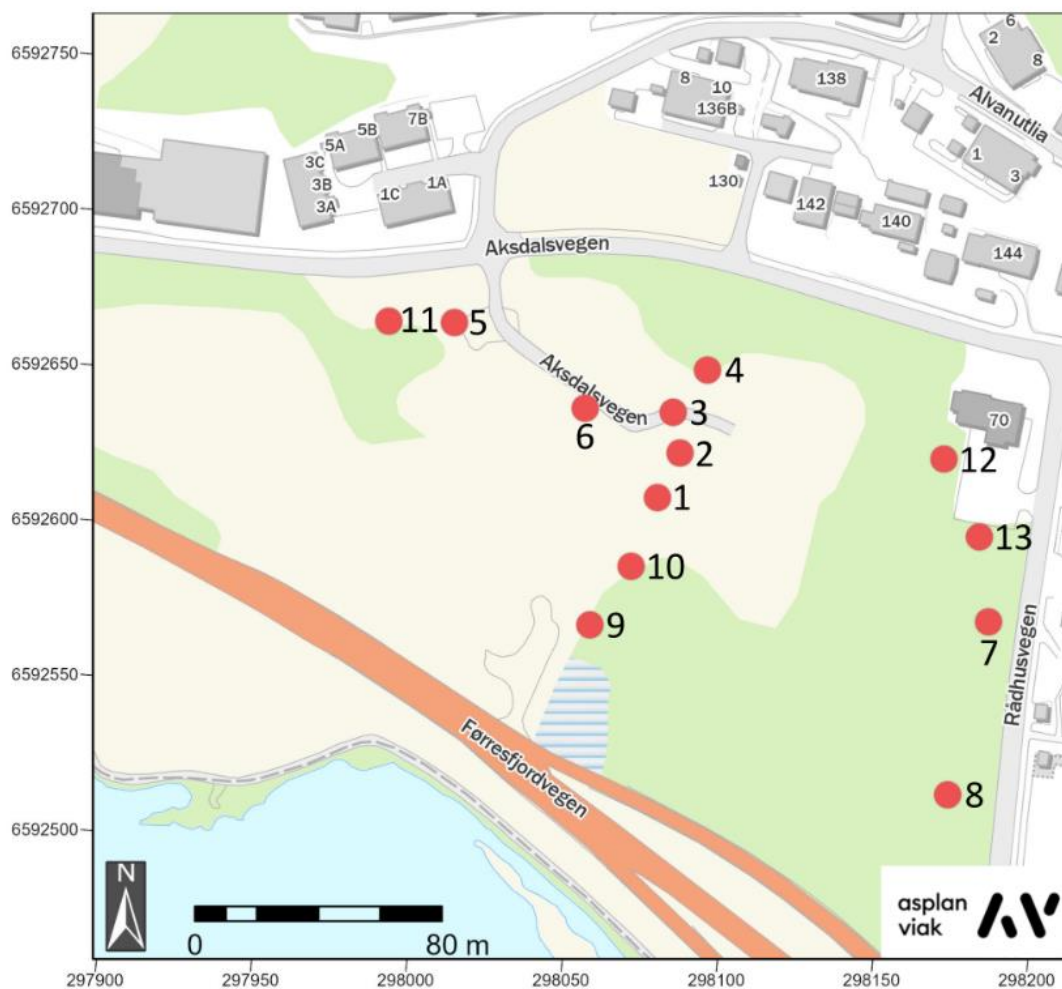 6592750
6592700
6592650
6592600
6592550
6592500
297900
297950
298000
298050
298100
298150
298200
6
2
8
Alvanutlia
138
8
10
136B
7B
5B
5A
3C
3B
3A
1C
1A
1
3
130
142
140
144
Aksdalsvegen
11
5
Aksdalsvegen
4
3
6
2
1
10
9
70
12
13
7
8
Rådhusvegen
Førresfjordvegen
N
0
80 m
asplan
viak